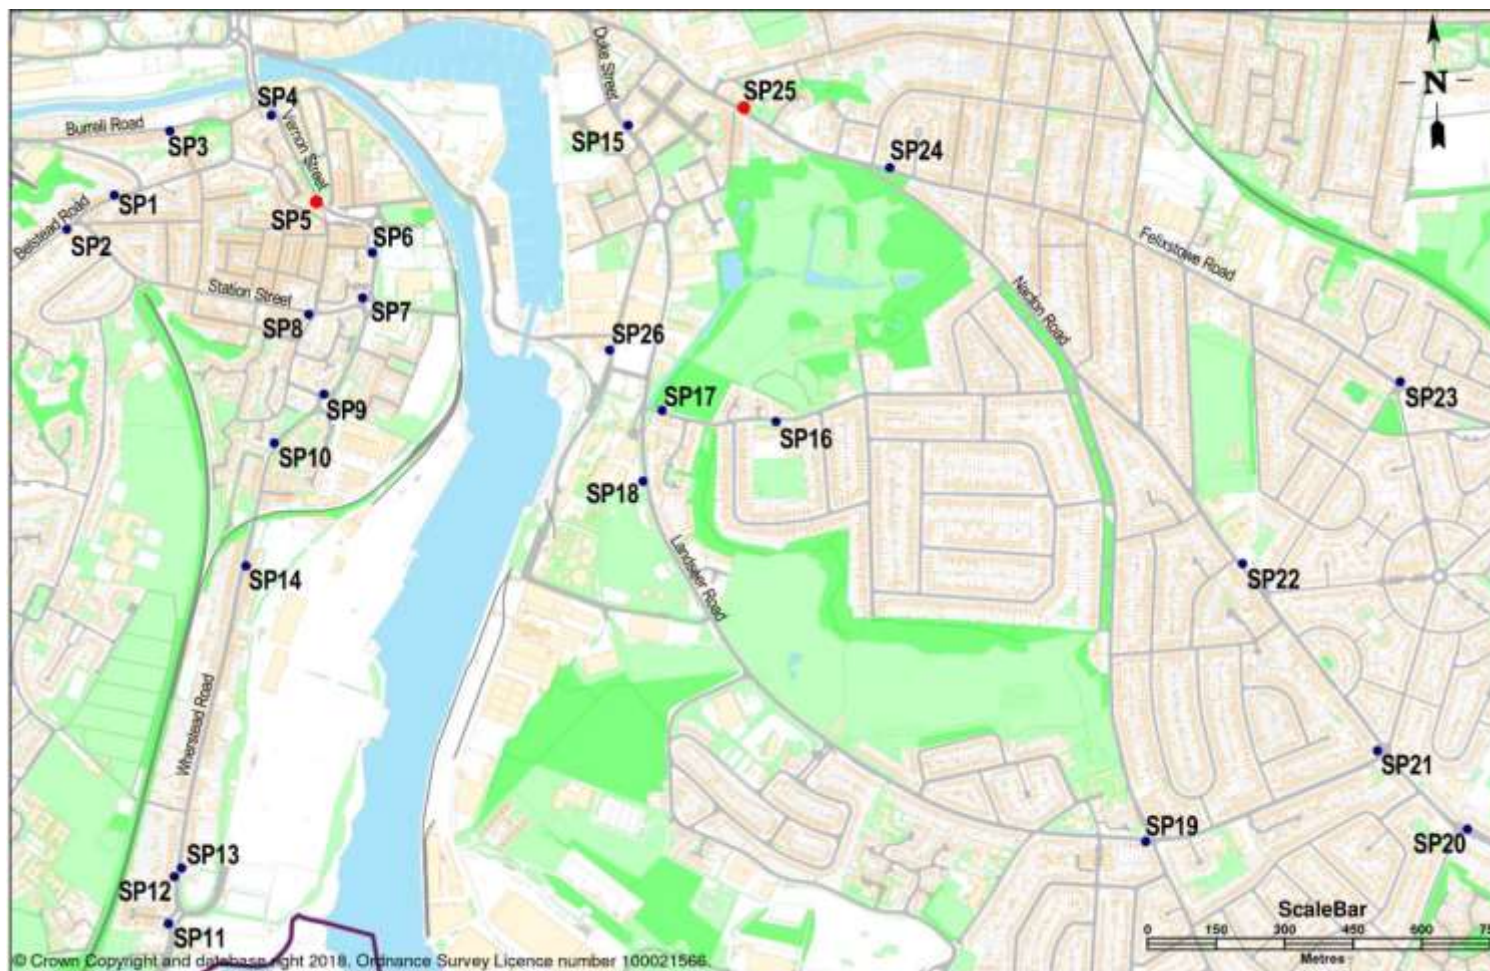 Duke Street
SP25
SP4
N
Burrell Road
SP3
Vernon Street
SP15
SP24
SP1
SP5
Belstead Road
SP2
SP6
Felixstowe Road
Station Street
SP7
SP8
Nacton Road
SP26
SP23
SP9
SP17
SP16
SP10
SP18
Landseer Road
SP22
SP14
Wherstead Road
SP21
SP19
SP20
SP13
SP12
SP11
ScaleBar
0 150 300 450 600 75
Metres
© Crown Copyright and database right 2018. Ordnance Survey Licence number 100021566.